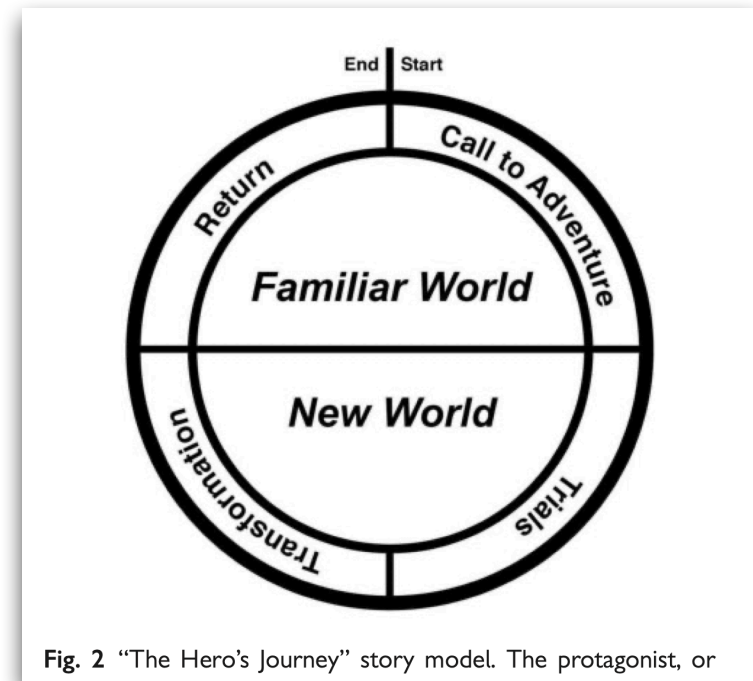 End Start
Call to Adventure
Return
Familiar World
New World
Transformation
Trials
Fig. 2 “The Hero’s Journey” story model. The protagonist, or